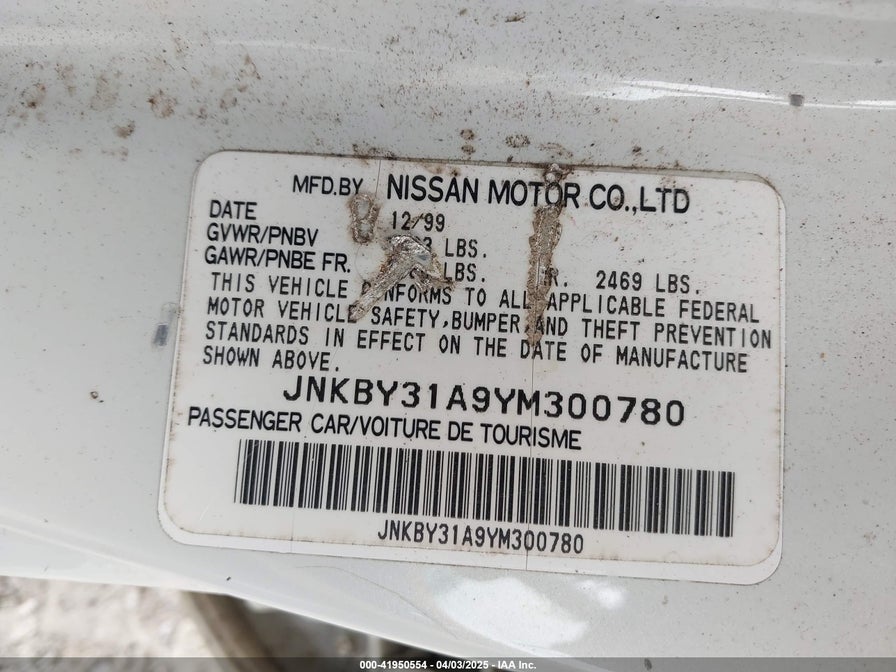 MFD.BY NISSAN MOTOR CO.,LTD
DATE 12/99
GVWR/PNBV LBS.
GAWR/PNBE FR. LBS. 2469 LBS.
THIS VEHICLE CONFORMS TO ALL APPLICABLE FEDERAL
MOTOR VEHICLE SAFETY,BUMPER,AND THEFT PREVENTION
STANDARDS IN EFFECT ON THE DATE OF MANUFACTURE
SHOWN ABOVE.
JNKBY31A9YM300780
PASSENGER CAR/VOITURE DE TOURISME
JNKBY31A9YM300780
000-41950554 - 04/03/2025 - IAA Inc.